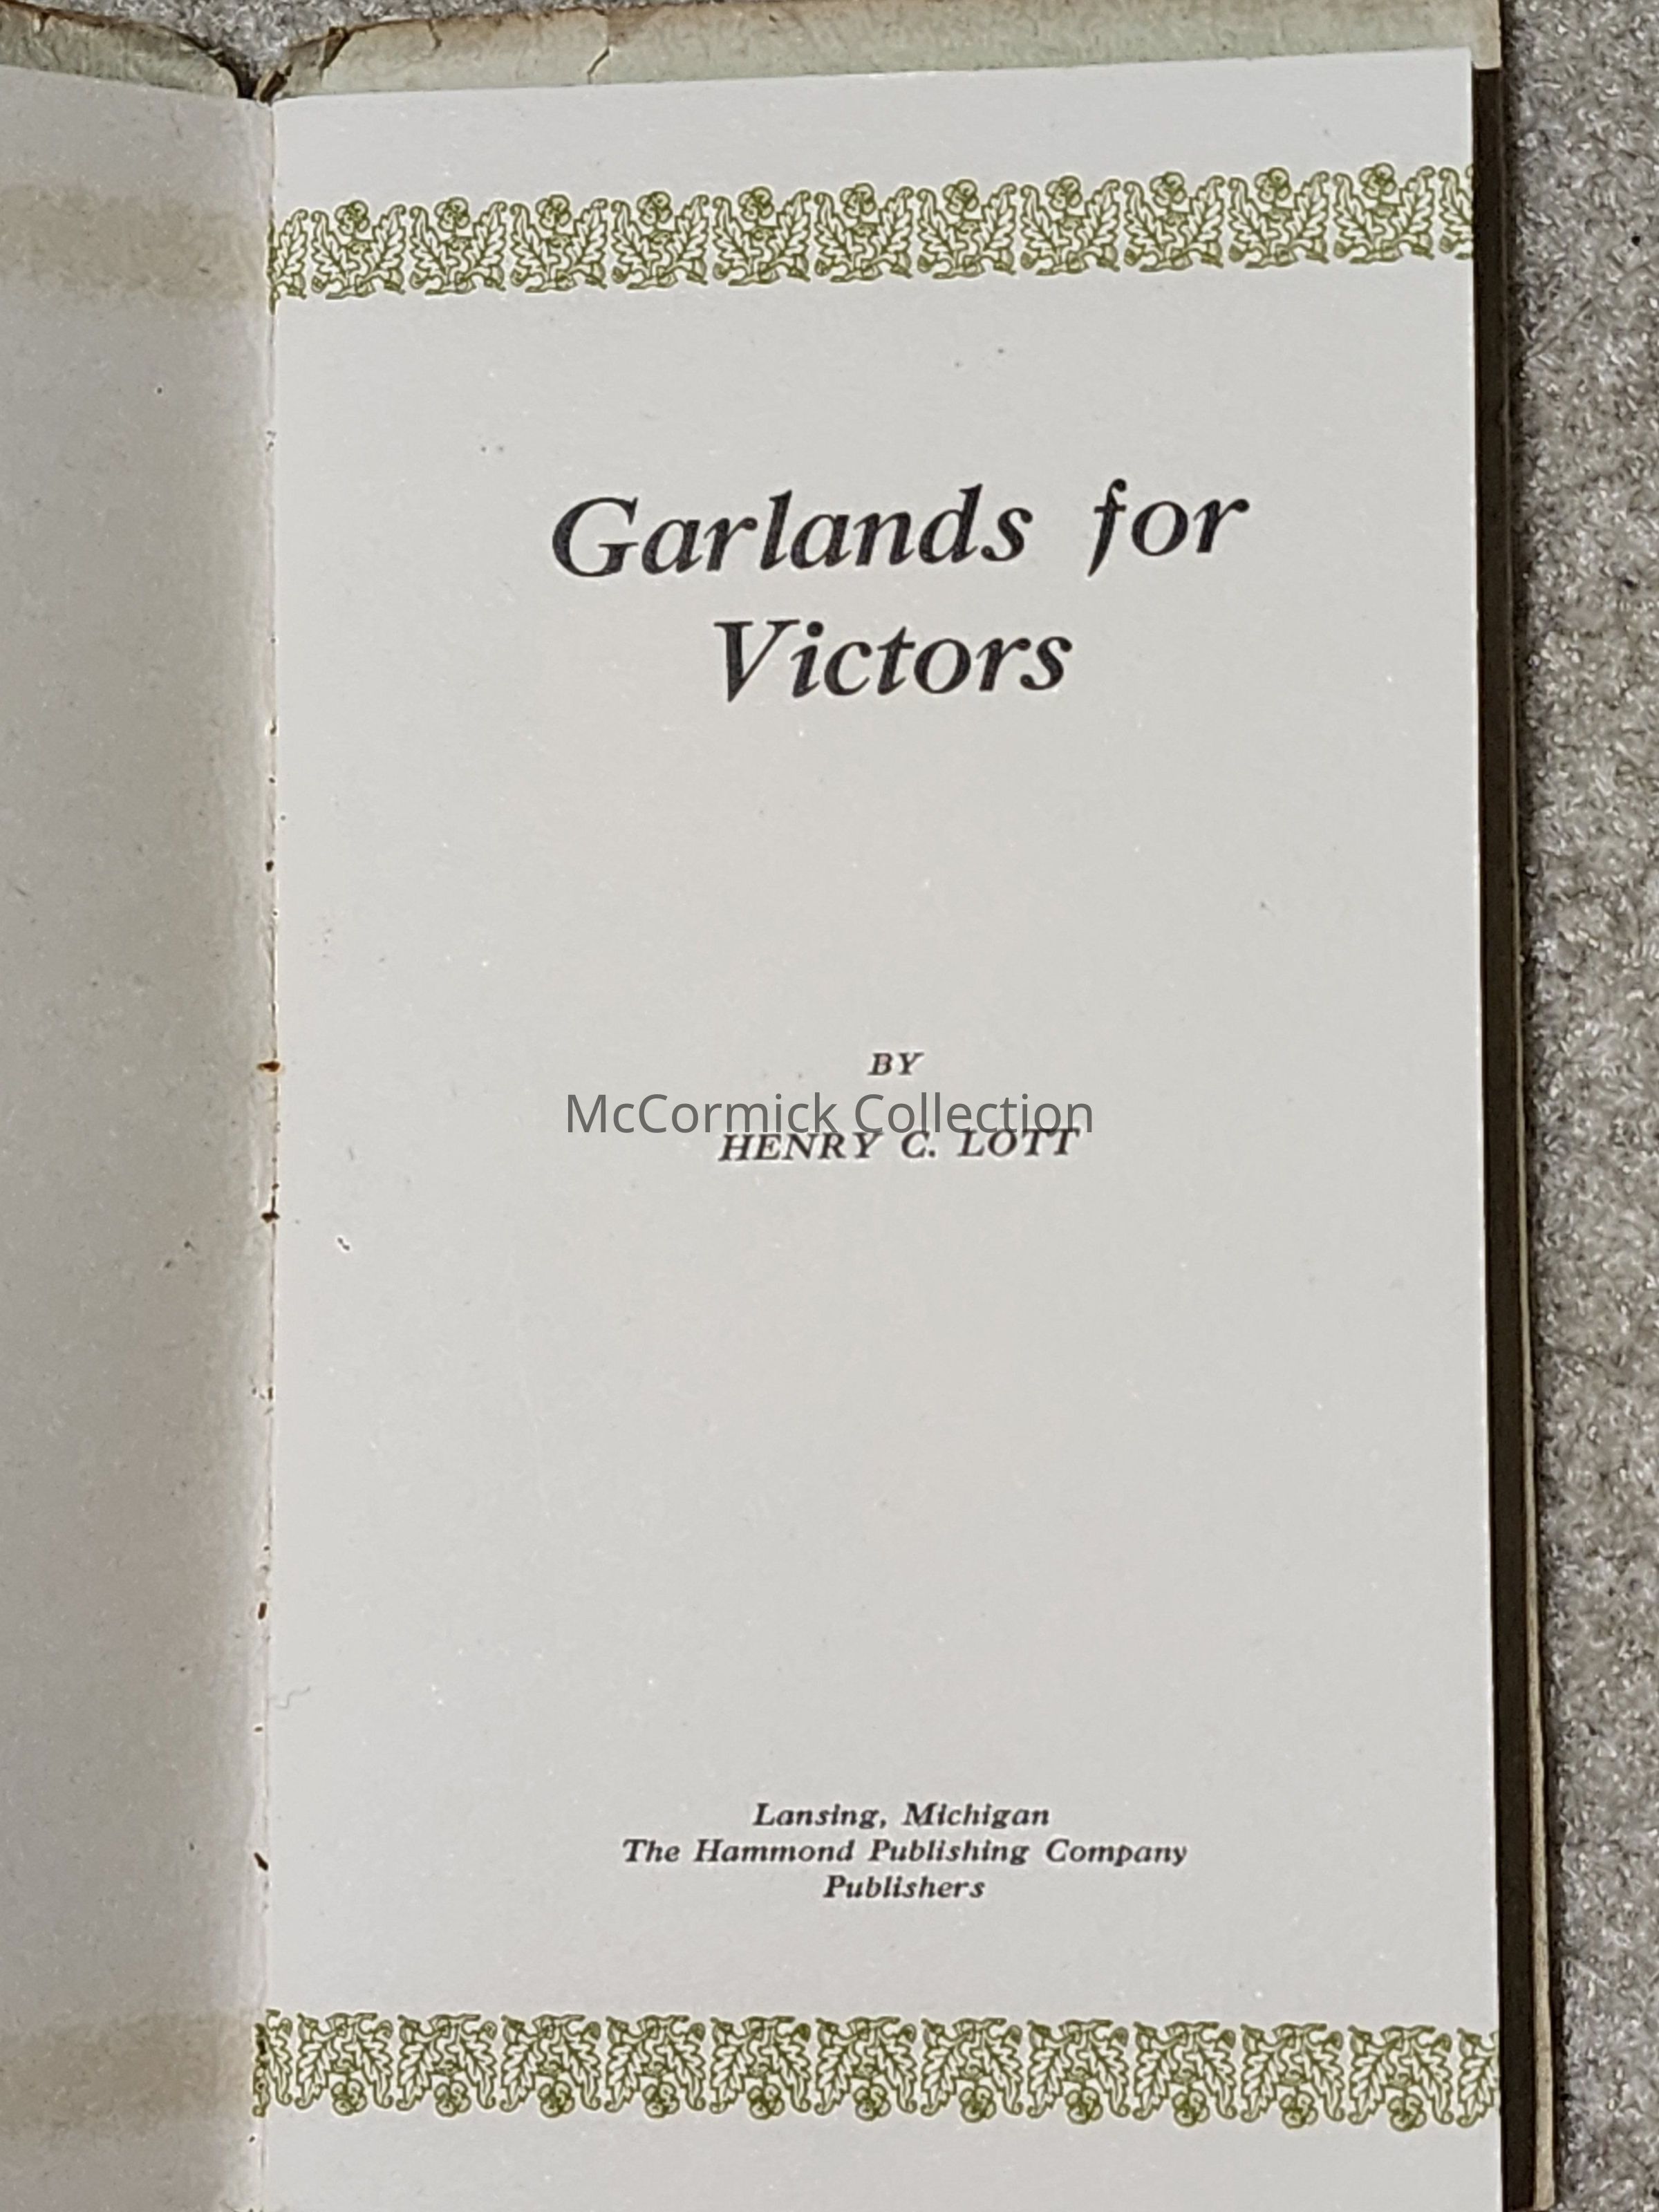 Garlands for
Victors
BY
McCormick Collection
HENRY C. LOTT
Lansing, Michigan
The Hammond Publishing Company
Publishers